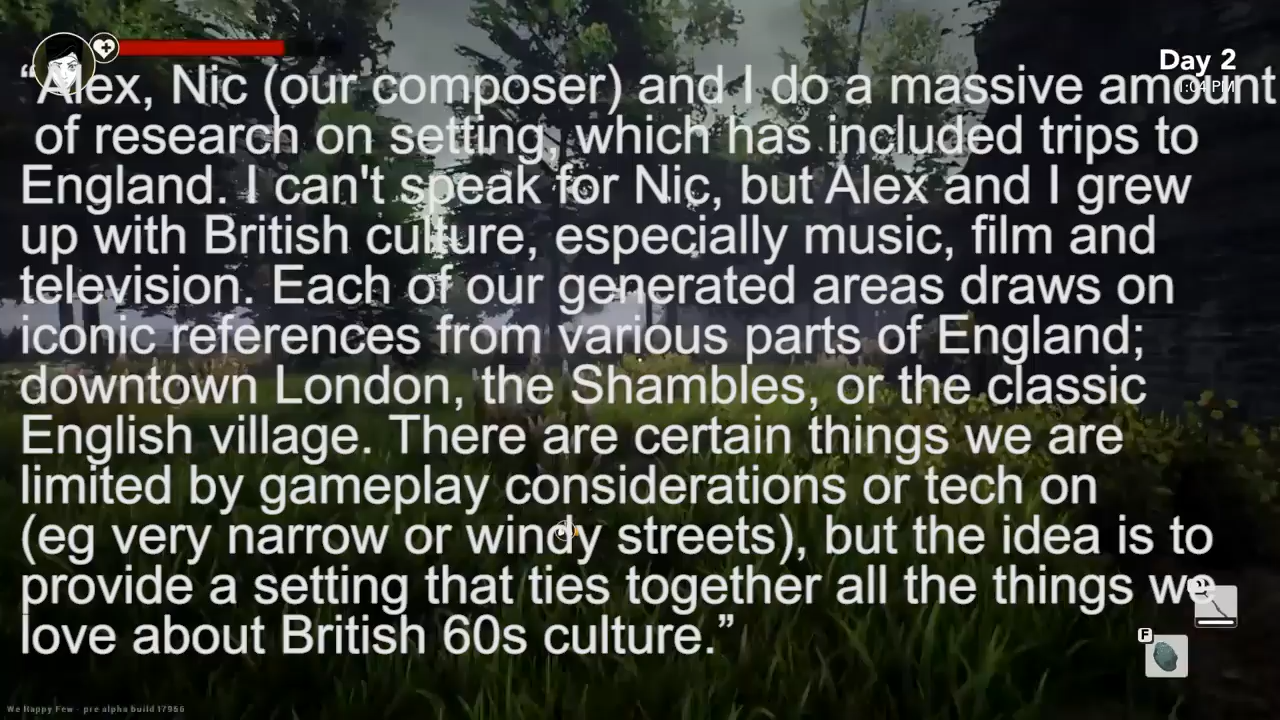 Day 2
1:04 PM
“Alex, Nic (our composer) and I do a massive amount
of research on setting, which has included trips to
England. I can't speak for Nic, but Alex and I grew
up with British culture, especially music, film and
television. Each of our generated areas draws on
iconic references from various parts of England;
downtown London, the Shambles, or the classic
English village. There are certain things we are
limited by gameplay considerations or tech on
(eg very narrow or windy streets), but the idea is to
provide a setting that ties together all the things we
love about British 60s culture.”
F
We Happy Few - pre alpha build 17956